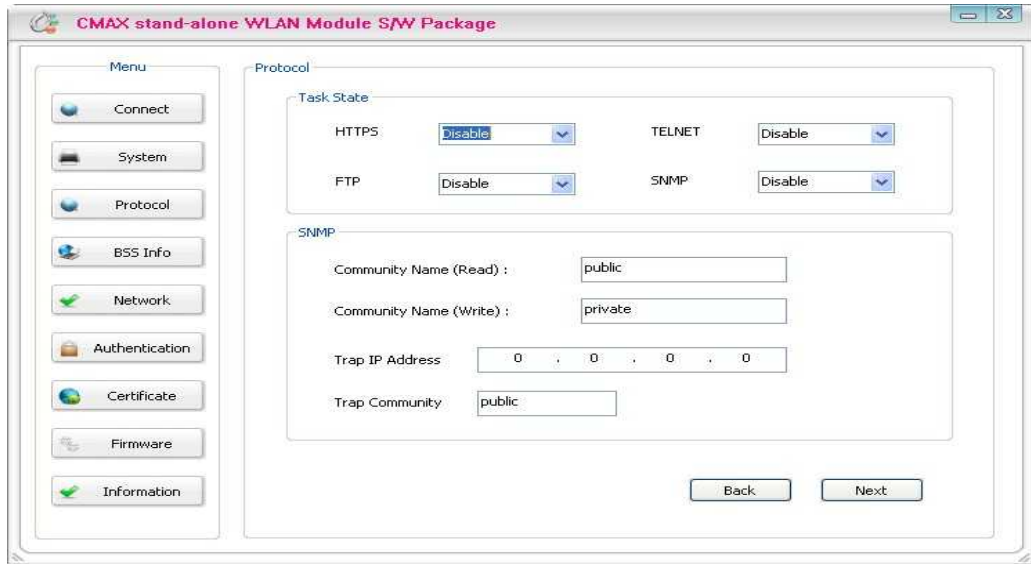 CMAX stand-alone WLAN Module S/W Package
Menu
Connect
System
Protocol
BSS Info
Network
Authentication
Certificate
Firmware
Information
Protocol
Task State
HTTPS Disable TELNET Disable
FTP Disable SNMP Disable
SNMP
Community Name (Read) : public
Community Name (Write) : private
Trap IP Address 0 . 0 . 0 . 0
Trap Community public
Back Next